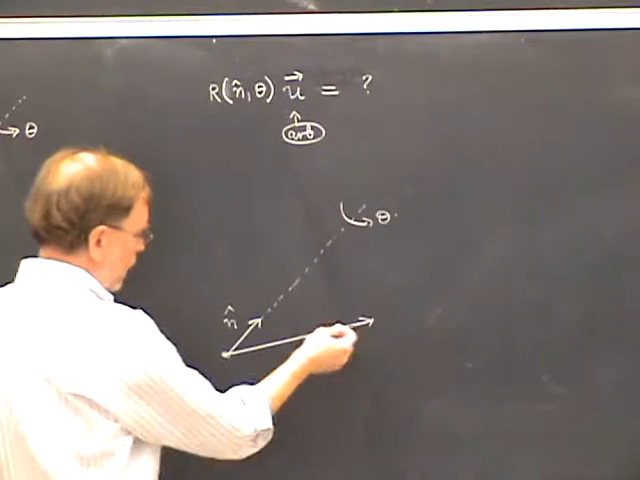 R(n̂, θ) u⃗ = ?
arb
θ
θ
n̂